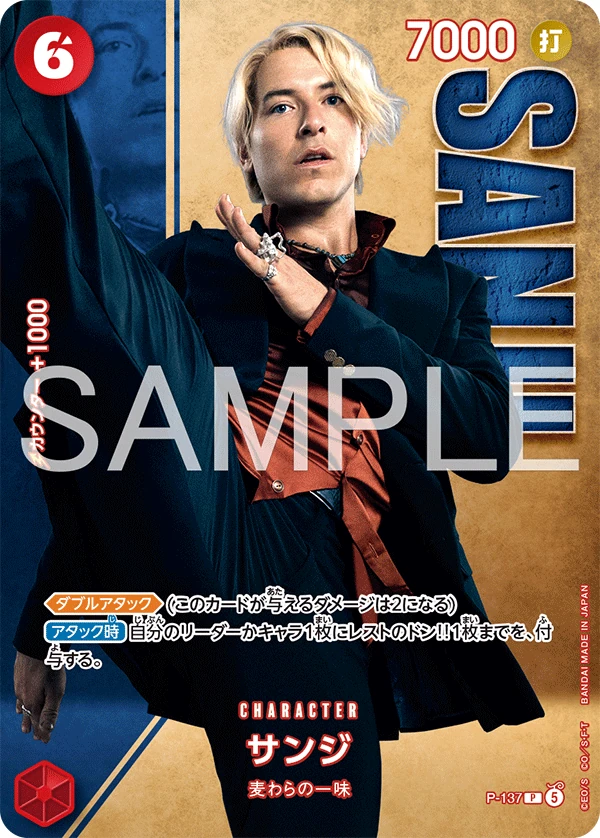 6
7000 打
SANJI
カウンター +1000
SAMPLE
ダブルアタック (このカードが与えるダメージは2になる)
アタック時 自分のリーダーかキャラ1枚にレストのドン!!1枚までを、付
与する。
CHARACTER
サンジ
麦わらの一味
P-137 P 5
©E0/S CO/S・F・T BANDAI MADE IN JAPAN